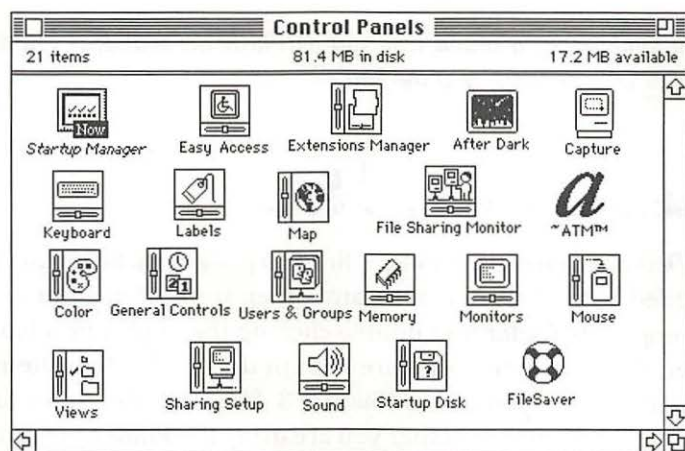 Control Panels
21 items 81.4 MB in disk 17.2 MB available
Now
Startup Manager Easy Access Extensions Manager After Dark Capture
Keyboard Labels Map File Sharing Monitor ~ATM™
21
Color General Controls Users & Groups Memory Monitors Mouse
?
Views Sharing Setup Sound Startup Disk FileSaver
a